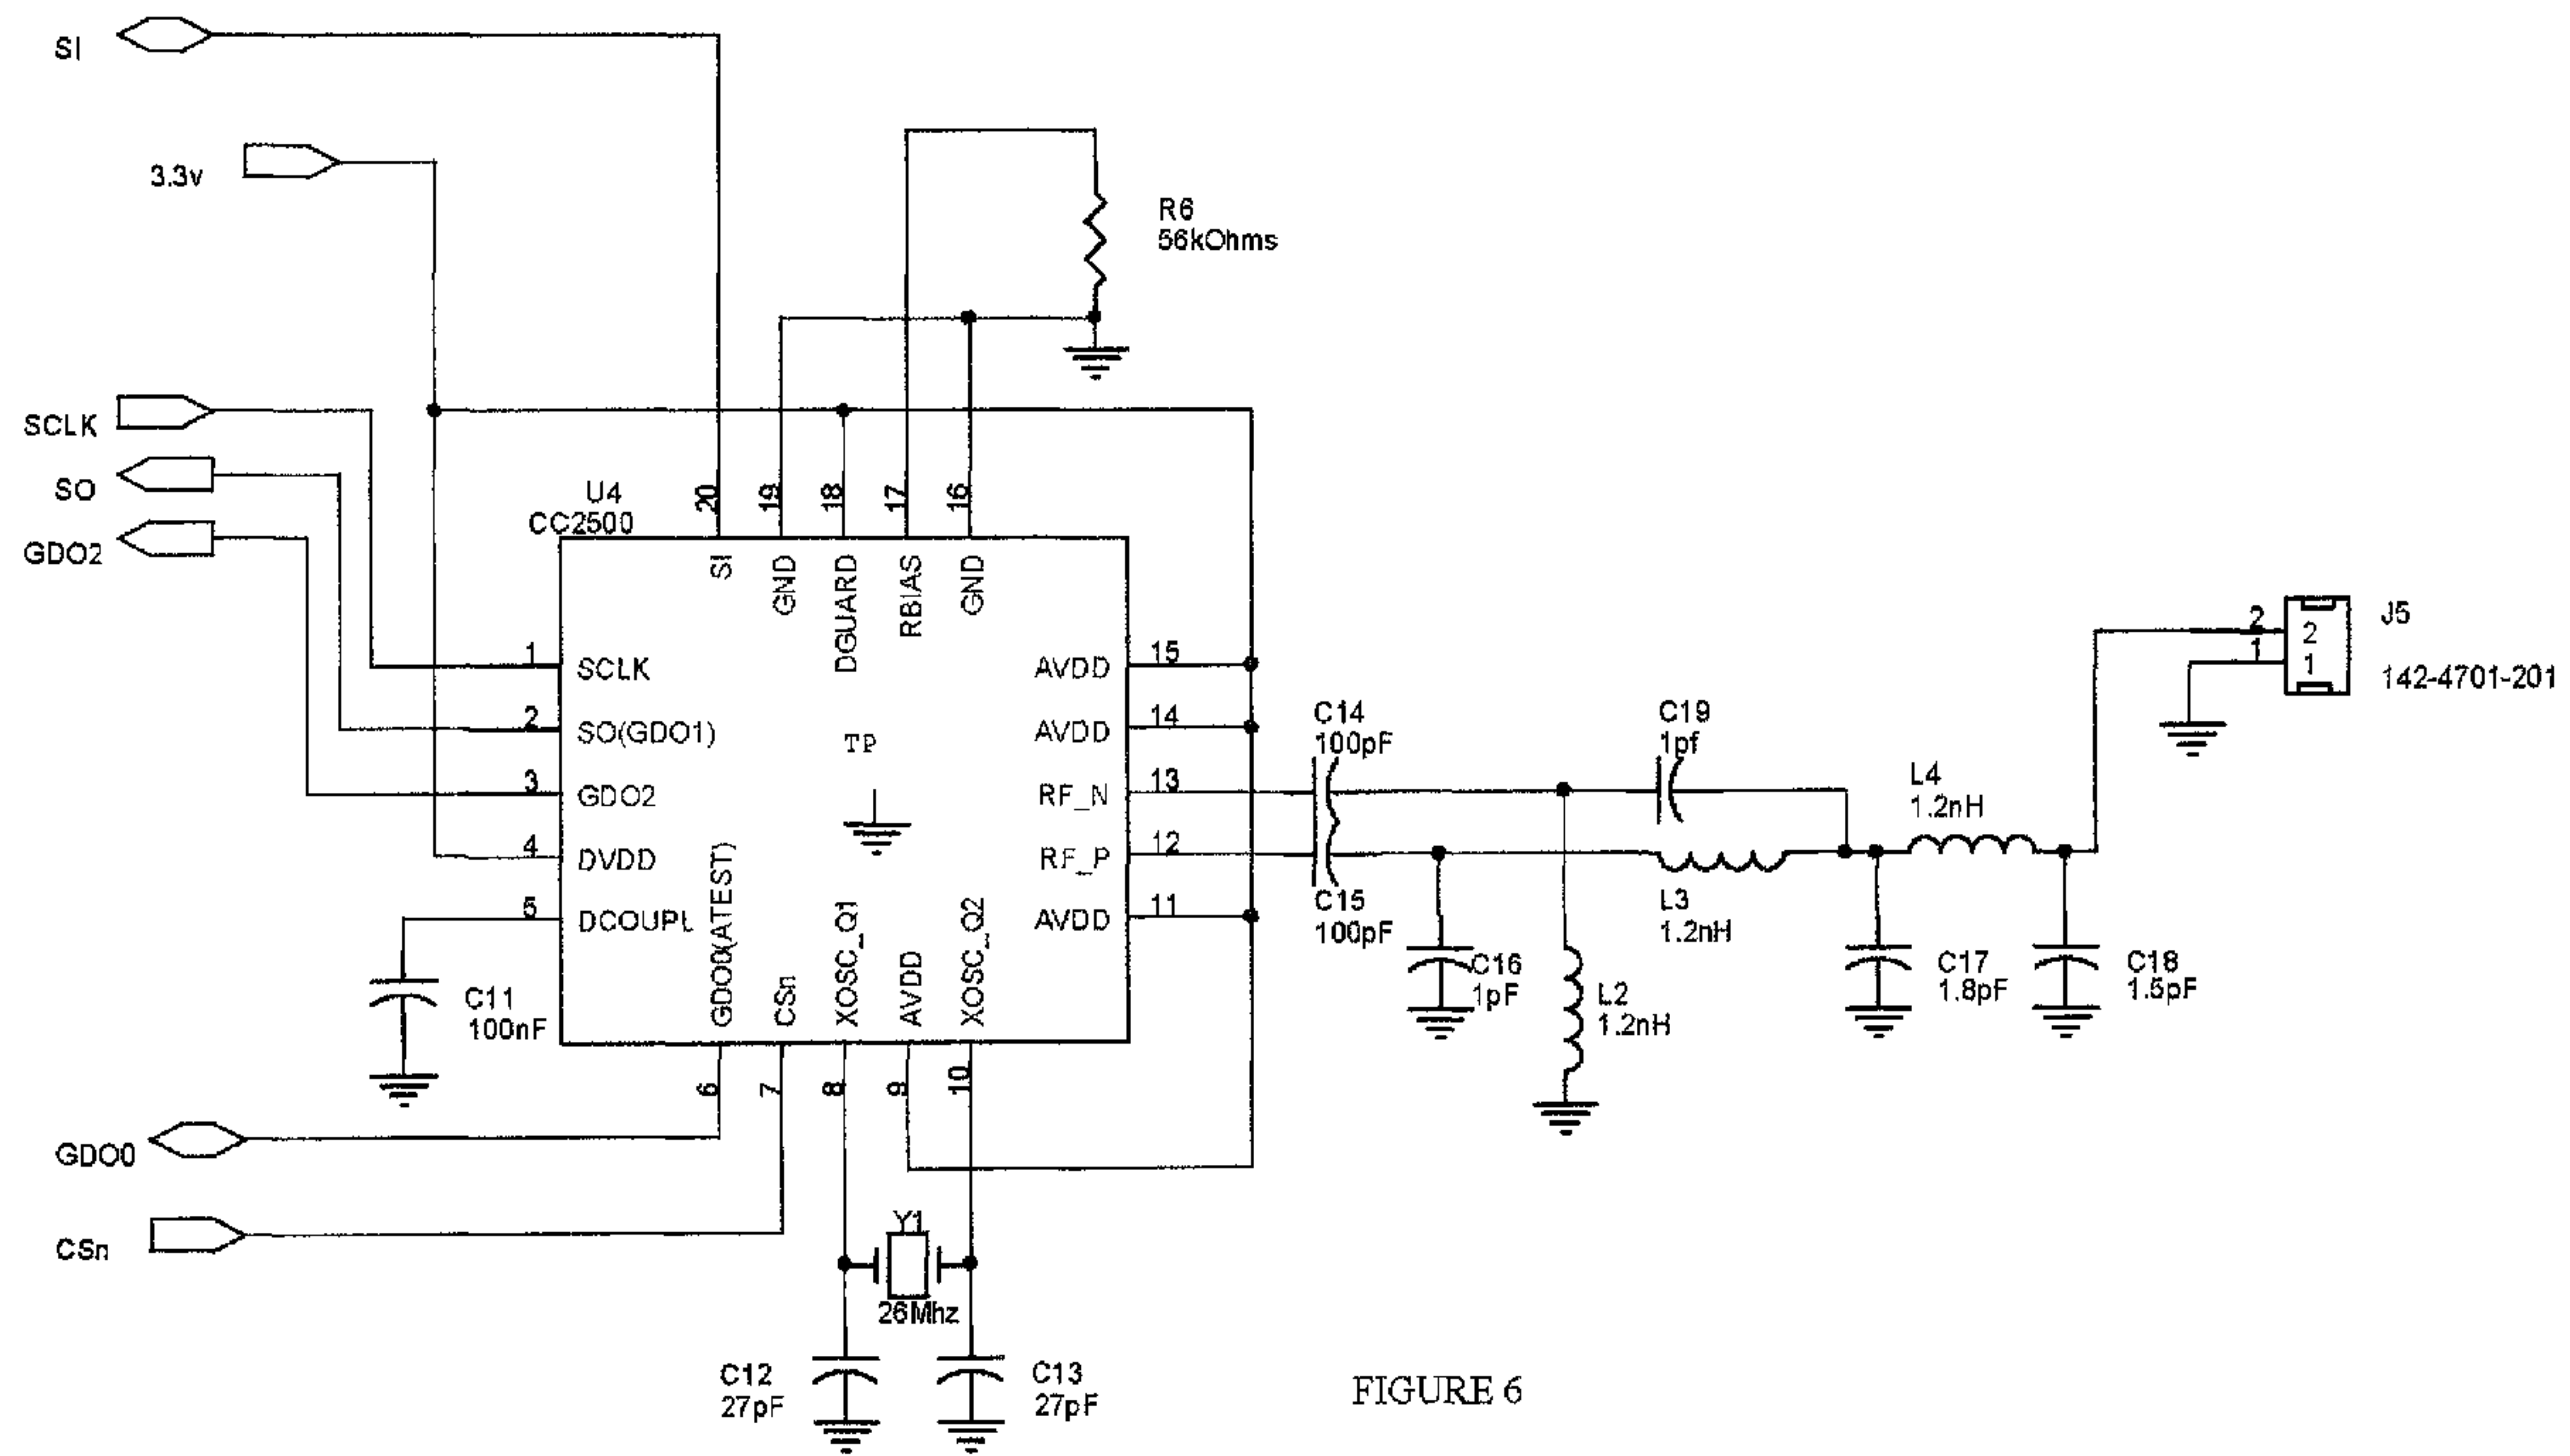 SI
3.3v
R6
56kOhms
SCLK
SO
GDO2
U4
CC2500
20
19
18
17
16
SI
GND
DGUARD
RBIAS
GND
1
SCLK
2
SO(GDO1)
3
GDO2
4
DVDD
5
DCOUPL
TP
15
AVDD
14
AVDD
13
RF_N
12
RF_P
11
AVDD
GDO0(ATEST)
CSn
XOSC_Q1
AVDD
XOSC_Q2
6
7
8
9
10
C11
100nF
GDO0
CSn
Y1
26Mhz
C12
27pF
C13
27pF
C14
100pF
C15
100pF
C19
1pf
L3
1.2nH
C16
1pF
L2
1.2nH
L4
1.2nH
C17
1.8pF
C18
1.5pF
2
1
2
1
J5
142-4701-201
FIGURE 6